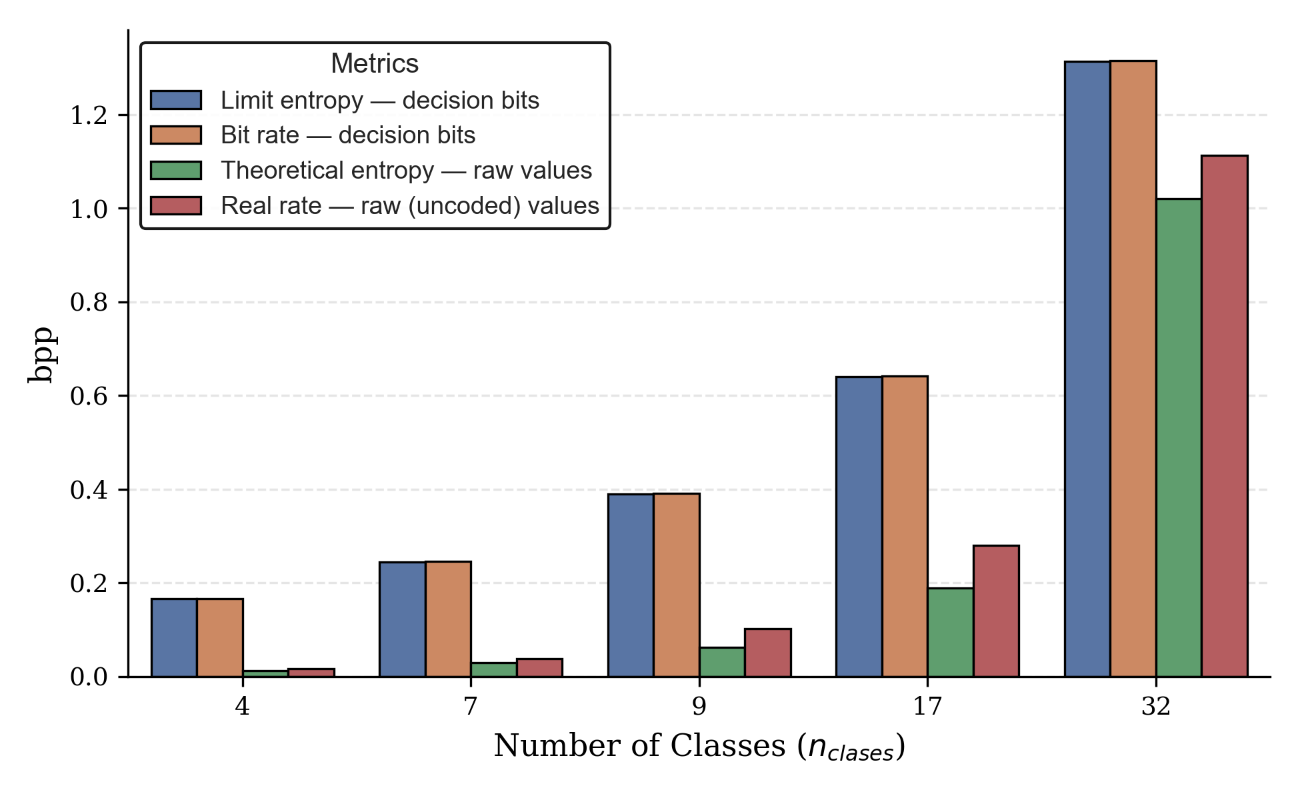 Metrics
Limit entropy — decision bits
Bit rate — decision bits
Theoretical entropy — raw values
Real rate — raw (uncoded) values
bpp
1.2
1.0
0.8
0.6
0.4
0.2
0.0
4 7 9 17 32
Number of Classes (n_clases)